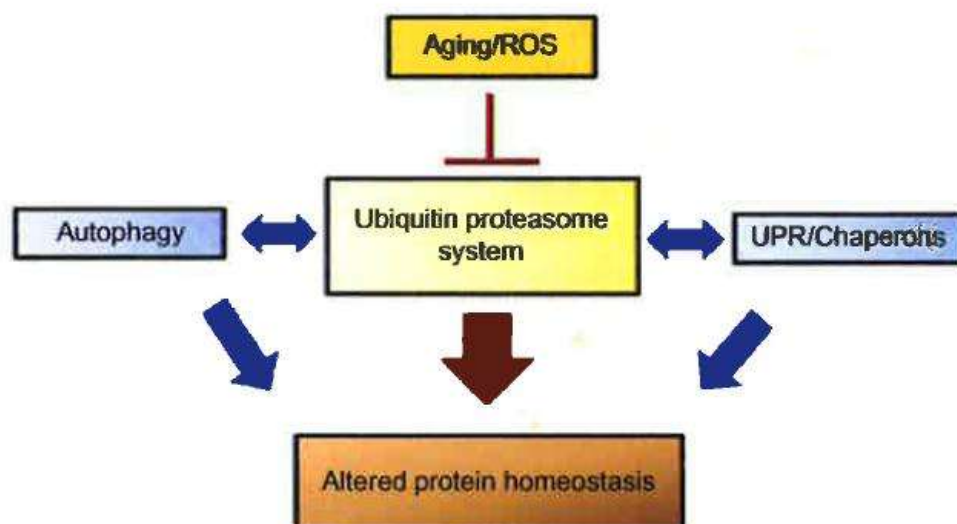 Aging/ROS
Autophagy
Ubiquitin proteasome
system
UPR/Chaperons
Altered protein homeostasis